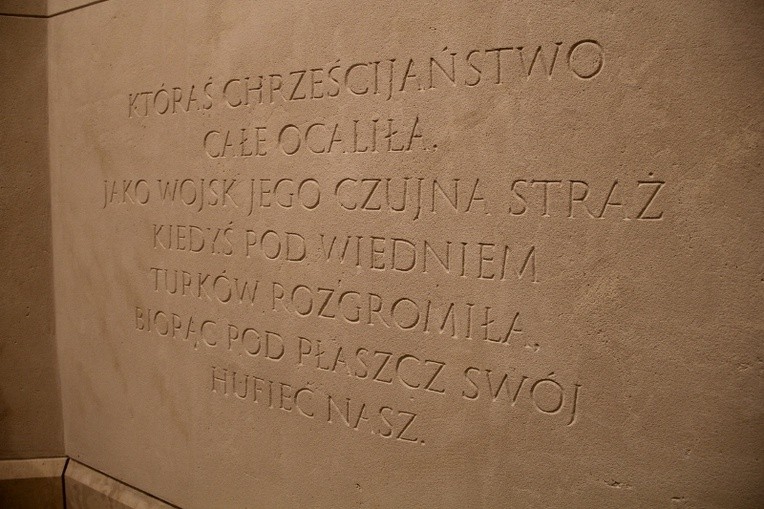 KTÓRAŚ CHRZEŚCIJAŃSTWO
CAŁE OCALIŁA,
JAKO WOJSK JEGO CZUJNA STRAŻ
KIEDYŚ POD WIEDNIEM
TURKÓW ROZGROMIŁA,
BIORĄC POD PŁASZCZ SWÓJ
HUFIEC NASZ.